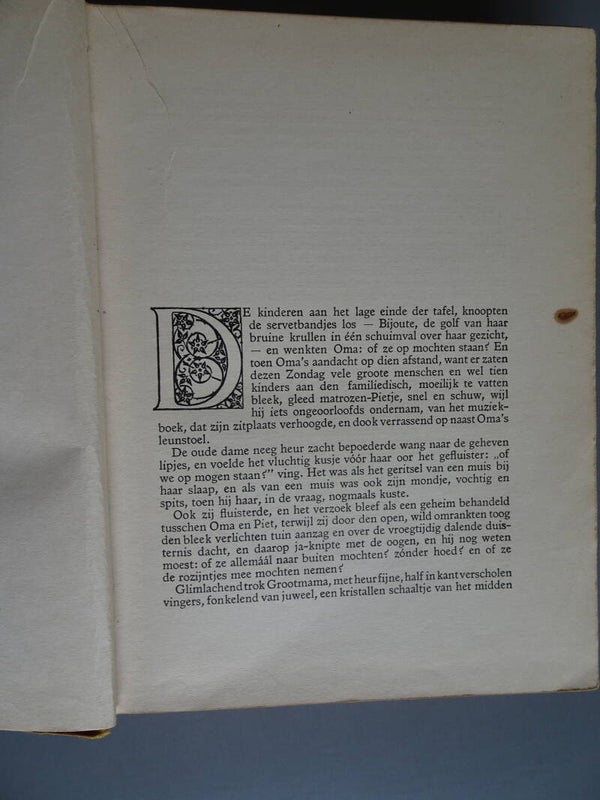 DE kinderen aan het lage einde der tafel, knoopten
de servetbandjes los — Bijoute, de golf van haar
bruine krullen in één schuimval over haar gezicht,
— en wenkten Oma: of ze op mochten staan? En
toen Oma's aandacht op dien afstand, want er zaten
dezen Zondag vele groote menschen en wel tien
kinders aan den familiedisch, moeilijk te vatten
bleek, gleed matrozen-Pietje, snel en schuw, wijl
hij iets ongeoorloofds ondernam, van het muziek-
boek, dat zijn zitplaats verhoogde, en dook verrassend op naast Oma's
leunstoel.
De oude dame neeg heur zacht bepoederde wang naar de geheven
lipjes, en voelde het vluchtig kusje vóór haar oor het gefluister: „of
we op mogen staan?" ving. Het was als het geritsel van een muis bij
haar slaap, en als van een muis was ook zijn mondje, vochtig en
spits, toen hij haar, in de vraag, nogmaals kuste.
Ook zij fluisterde, en het verzoek bleef als een geheim behandeld
tusschen Oma en Piet, terwijl zij door den open, wild omrankten toog
den bleek verlichten tuin aanzag en over de vroegtijdig dalende duis-
ternis dacht, en daarop ja-knipte met de oogen, en hij nog weten
moest: of ze allemáál naar buiten mochten? zónder hoed? en of ze
de rozijntjes mee mochten nemen?
Glimlachend trok Grootmama, met heur fijne, half in kant verscholen
vingers, fonkelend van juweel, een kristallen schaaltje van het midden